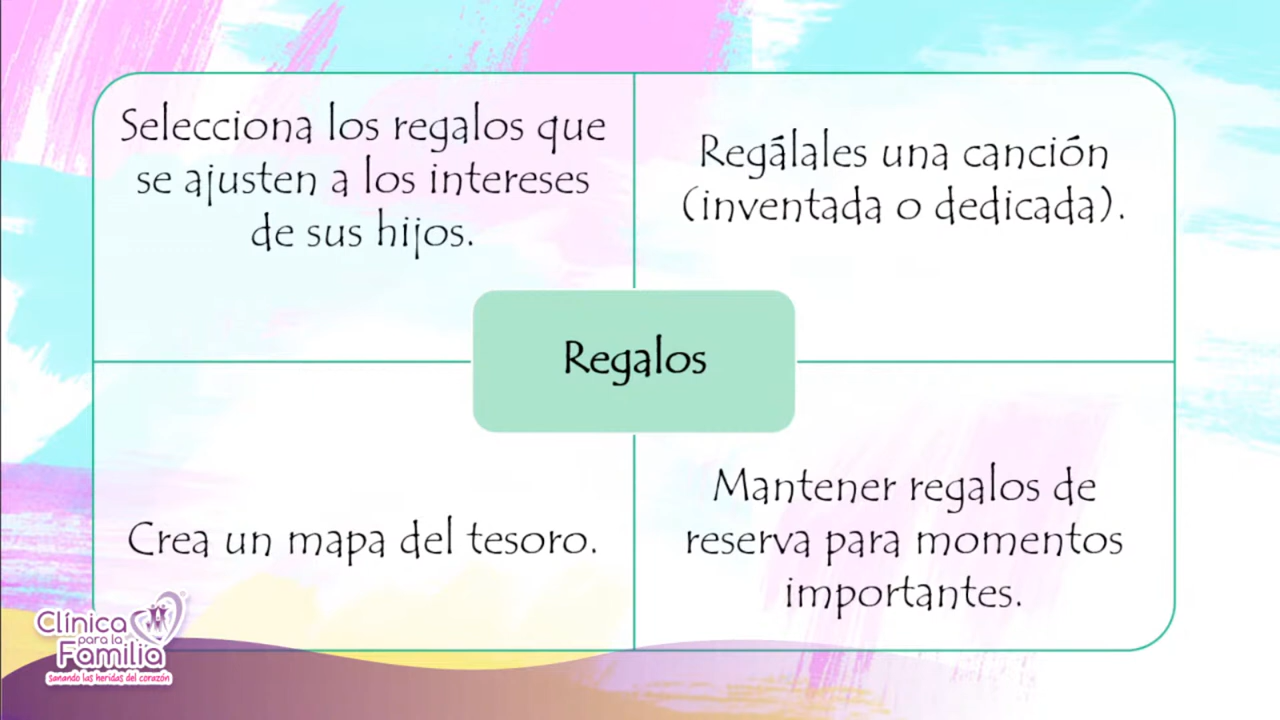 Selecciona los regalos que
se ajusten a los intereses
de sus hijos.
Regálales una canción
(inventada o dedicada).
Regalos
Crea un mapa del tesoro.
Mantener regalos de
reserva para momentos
importantes.
Clínica
para la
Familia
sanando las heridas del corazón